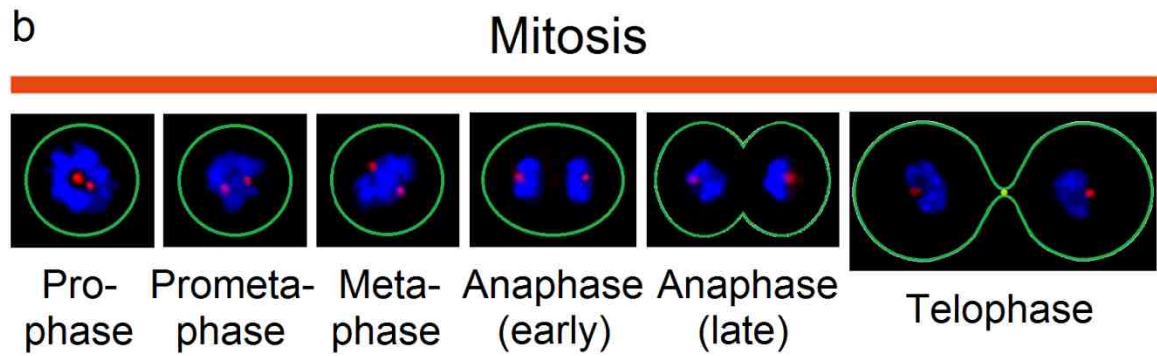 b
Mitosis
Pro-
phase
Prometa-
phase
Meta-
phase
Anaphase
(early)
Anaphase
(late)
Telophase